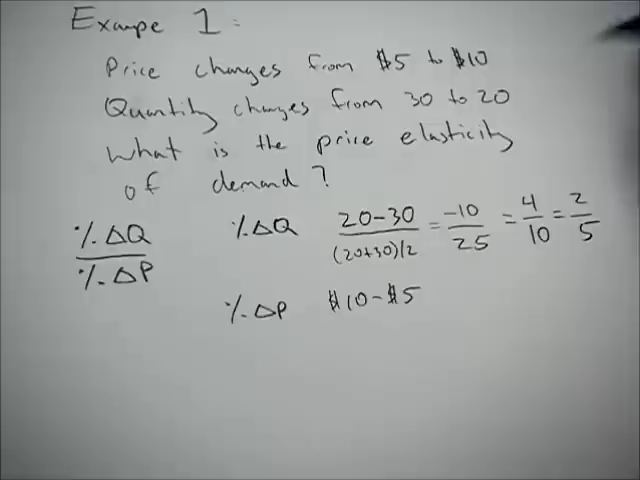 Exampe 1:
Price changes from $5 to $10
Quantity changes from 30 to 20
What is the price elasticity
of demand?
%ΔQ / %ΔP
%ΔQ (20-30)/((20+30)/2) = -10/25 = 4/10 = 2/5
%ΔP $10-$5